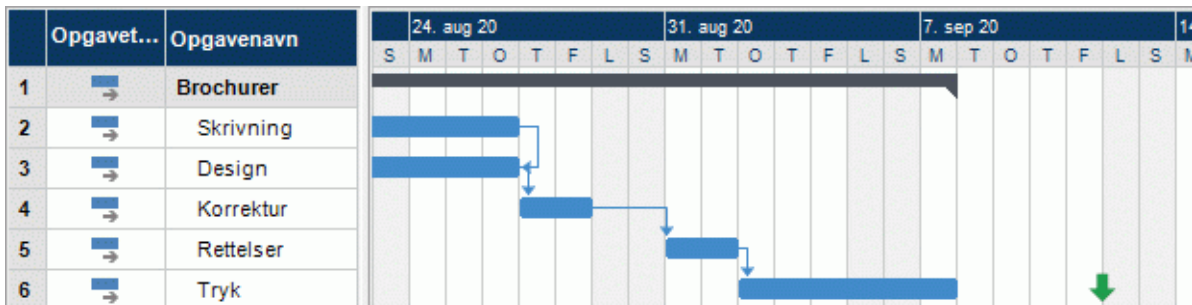 Opgavet... Opgavenavn 24. aug 20 31. aug 20 7. sep 20 14
S M T O T F L S M T O T F L S M T O T F L S M
1 Brochurer
2 Skrivning
3 Design
4 Korrektur
5 Rettelser
6 Tryk